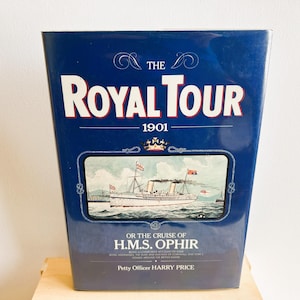 THE
ROYAL TOUR
1901
OR THE CRUISE OF
H.M.S. OPHIR
Petty Officer HARRY PRICE